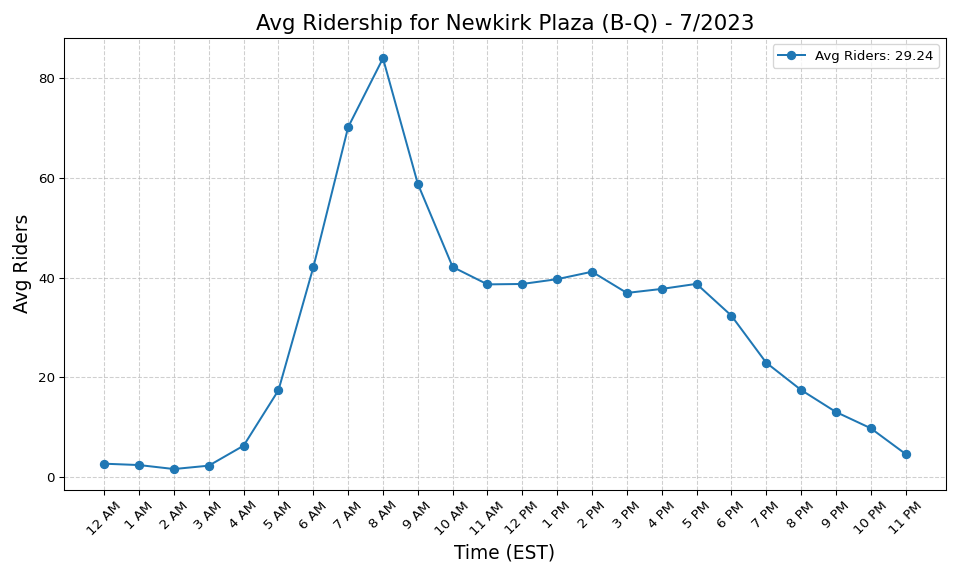 Avg Ridership for Newkirk Plaza (B-Q) - 7/2023
Avg Riders: 29.24
Avg Riders
80
60
40
20
0
12 AM
1 AM
2 AM
3 AM
4 AM
5 AM
6 AM
7 AM
8 AM
9 AM
10 AM
11 AM
12 PM
1 PM
2 PM
3 PM
4 PM
5 PM
6 PM
7 PM
8 PM
9 PM
10 PM
11 PM
Time (EST)